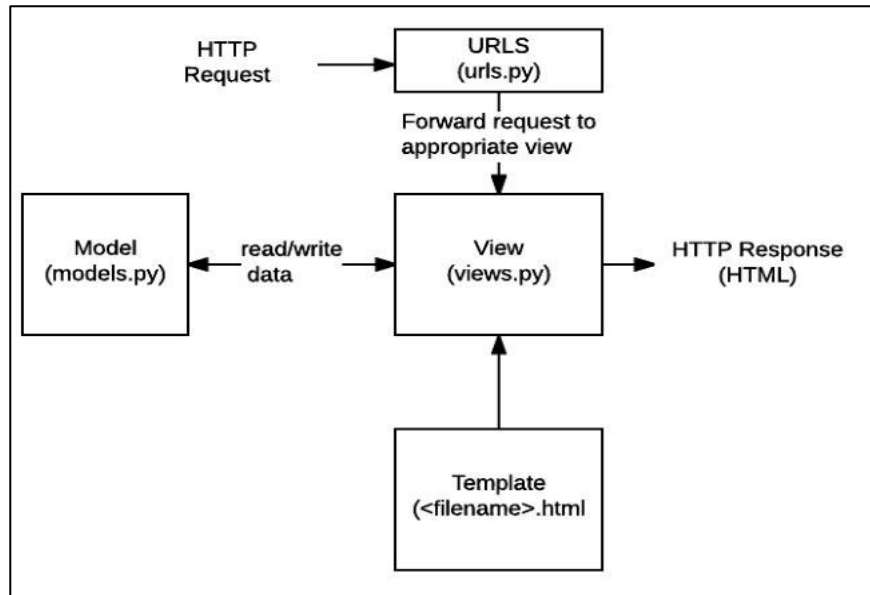 HTTP
Request
URLS
(urls.py)
Forward request to
appropriate view
Model
(models.py)
read/write
data
View
(views.py)
HTTP Response
(HTML)
Template
(<filename>.html